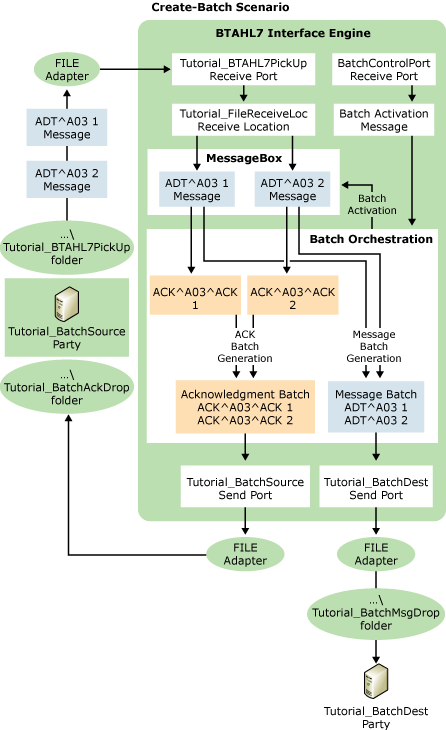 Create-Batch Scenario
BTAHL7 Interface Engine
FILE
Adapter
Tutorial_BTAHL7PickUp
Receive Port
BatchControlPort
Receive Port
ADT^A03 1
Message
Tutorial_FileReceiveLoc
Receive Location
Batch Activation
Message
ADT^A03 2
Message
MessageBox
ADT^A03 1
Message
ADT^A03 2
Message
Batch
Activation
...\
Tutorial_BTAHL7PickUp
folder
Batch Orchestration
Tutorial_BatchSource
Party
ACK^A03^ACK
1
ACK^A03^ACK
2
ACK
Batch
Generation
Message
Batch
Generation
...\
Tutorial_BatchAckDrop
folder
Acknowledgment Batch
ACK^A03^ACK 1
ACK^A03^ACK 2
Message Batch
ADT^A03 1
ADT^A03 2
Tutorial_BatchSource
Send Port
Tutorial_BatchDest
Send Port
FILE
Adapter
FILE
Adapter
...\
Tutorial_BatchMsgDrop
folder
Tutorial_BatchDest
Party